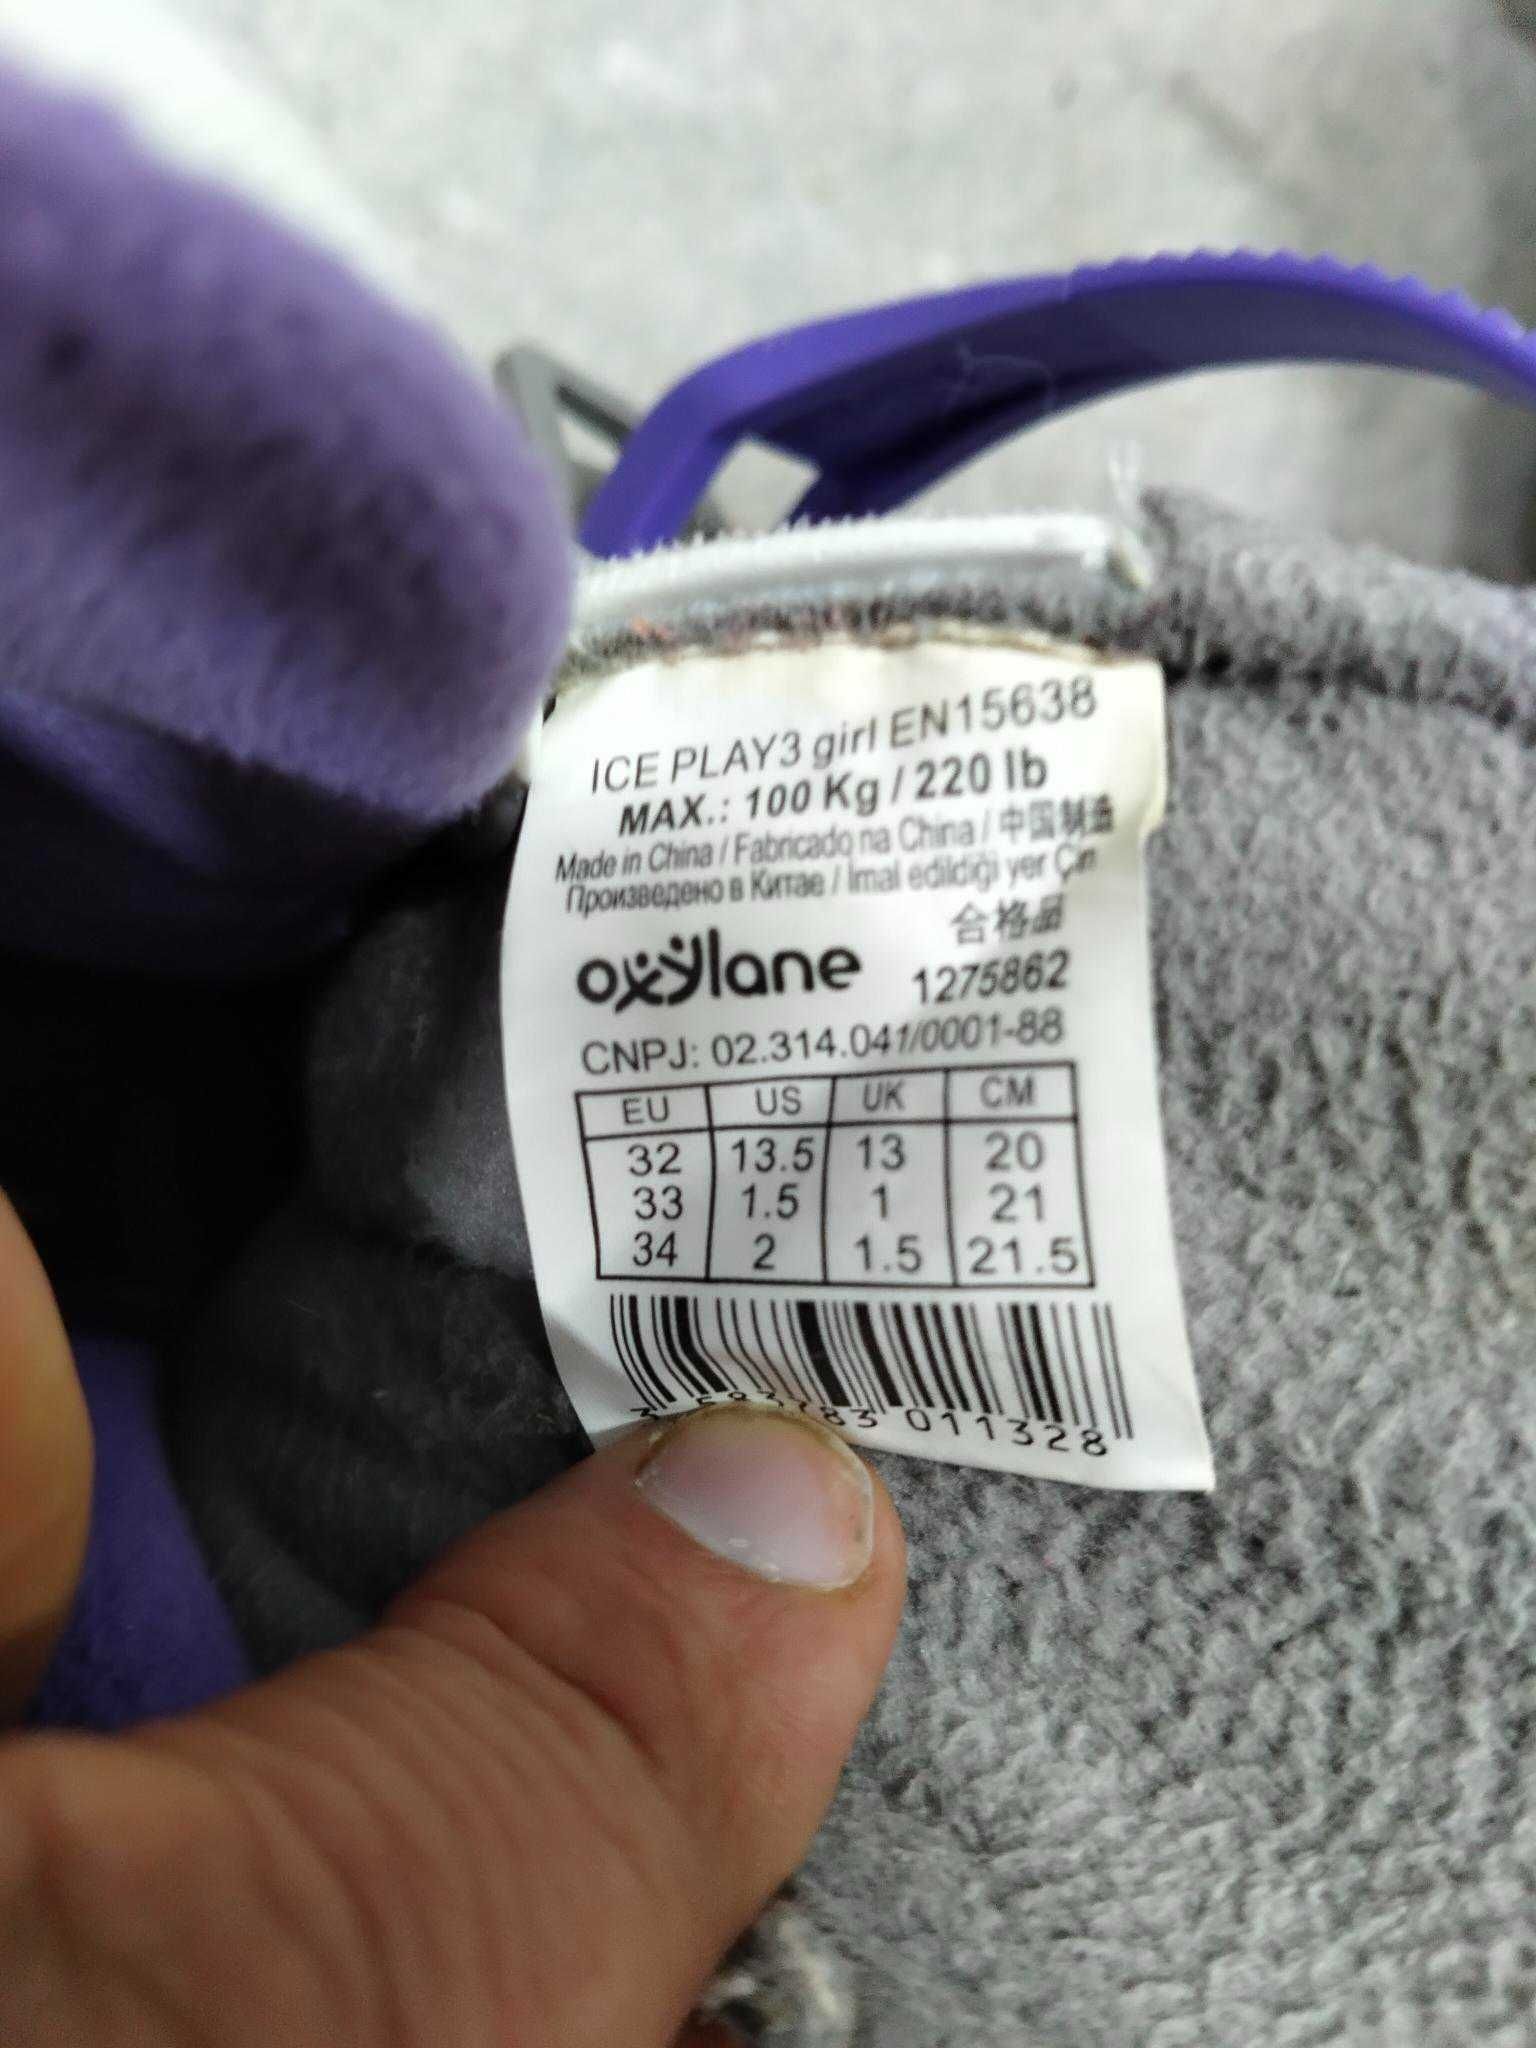 ICE PLAY3 girl EN15638
MAX.: 100 Kg / 220 lb
Made in China / Fabricado na China / 中国制造
Произведено в Китае / İmal edildiği yer Çin
合格品
oxylane 1275862
CNPJ: 02.314.041/0001-88
EU US UK CM
32 13.5 13 20
33 1.5 1 21
34 2 1.5 21.5
011328